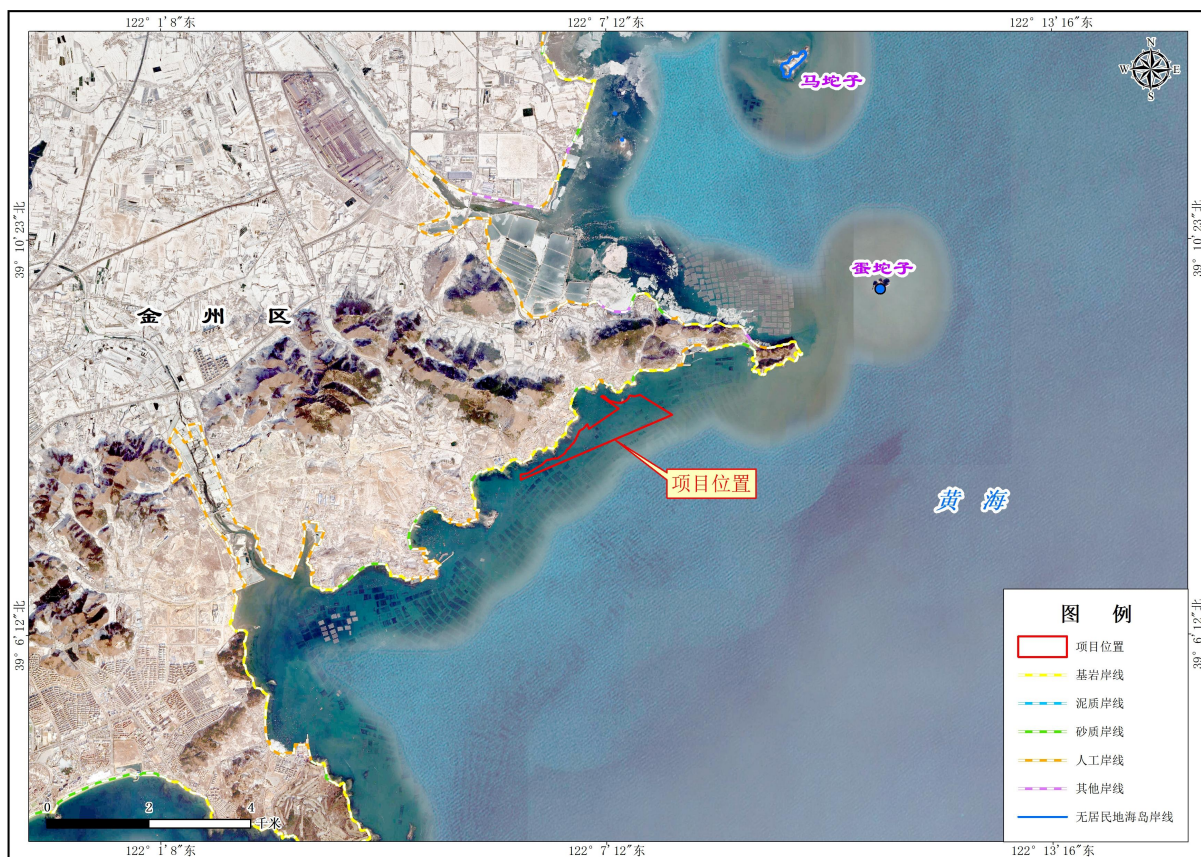 122° 1′8″东
122° 7′12″东
122° 13′16″东
N
W
E
S
马坨子
39° 10′23″北
39° 10′23″北
蛋坨子
金州区
项目位置
黄海
图 例
项目位置
基岩岸线
泥质岸线
砂质岸线
人工岸线
其他岸线
无居民地海岛岸线
39° 6′12″北
39° 6′12″北
0 2 4
千米
122° 1′8″东
122° 7′12″东
122° 13′16″东